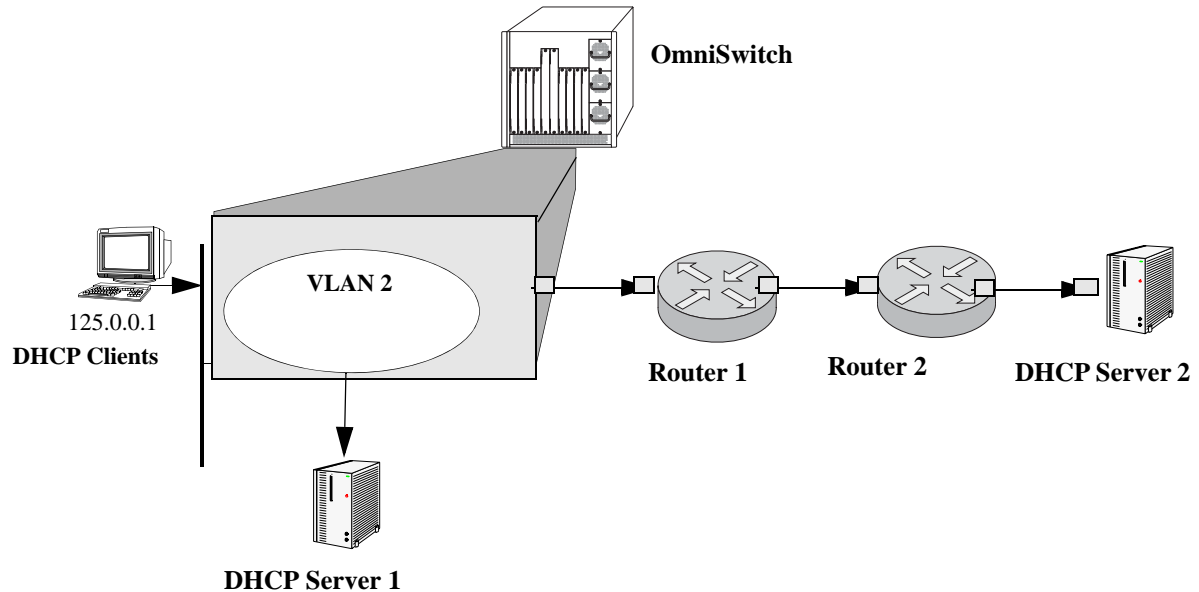 OmniSwitch
VLAN 2
125.0.0.1
DHCP Clients
Router 1
Router 2
DHCP Server 2
DHCP Server 1